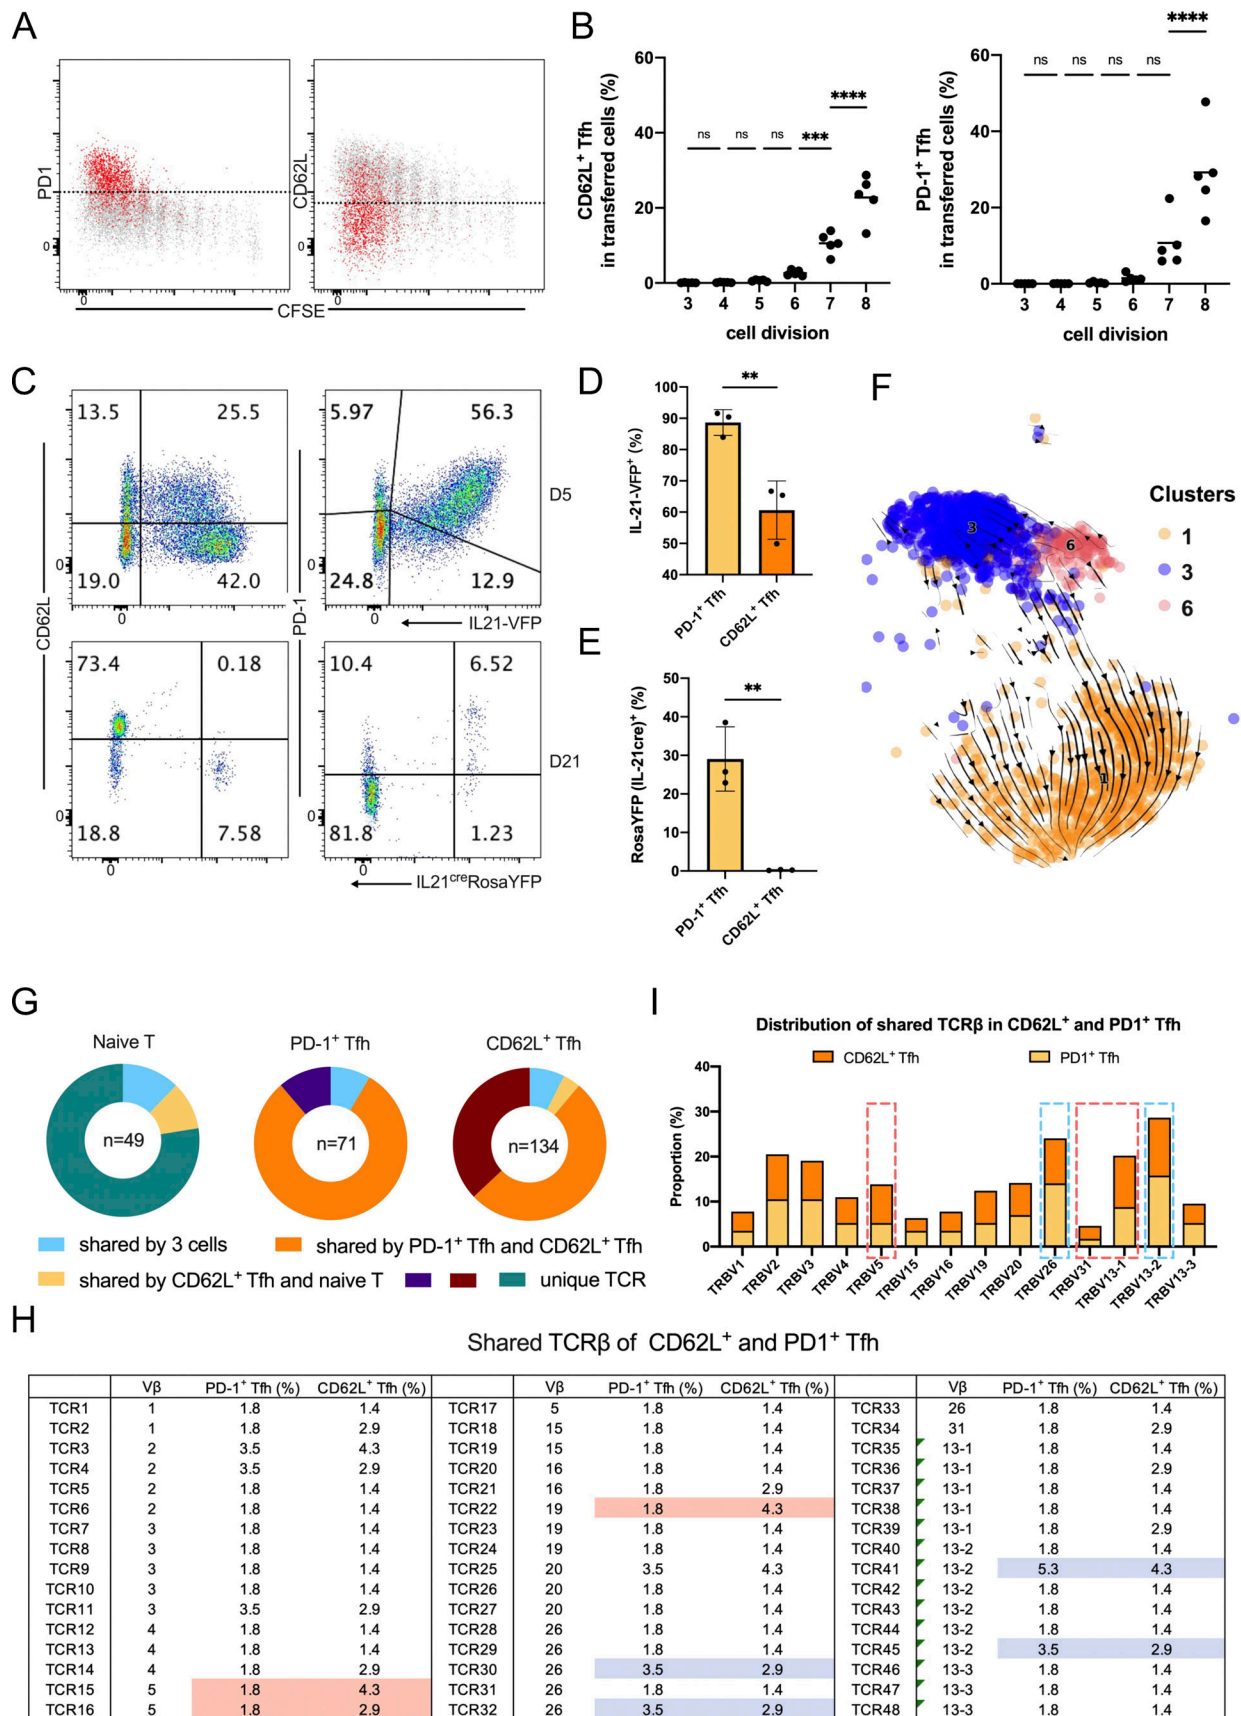 A
PD1
CD62L
0
0
0
0
CFSE
B
CD62L⁺ Tfh
in transferred cells (%)
60
40
20
0
ns
ns
ns
***
****
3 4 5 6 7 8
cell division
PD-1⁺ Tfh
in transferred cells (%)
60
40
20
0
ns
ns
ns
ns
****
3 4 5 6 7 8
cell division
C
CD62L
PD-1
13.5 25.5
19.0 42.0
0
0
5.97 56.3
24.8 12.9
0
IL21-VFP
D5
73.4 0.18
18.8 7.58
0
0
10.4 6.52
81.8 1.23
0
IL21creRosaYFP
D21
D
IL-21-VFP⁺ (%)
100
90
80
70
60
50
40
**
PD-1⁺ Tfh
CD62L⁺ Tfh
E
RosaYFP (IL-21cre)⁺ (%)
50
40
30
20
10
0
**
PD-1⁺ Tfh
CD62L⁺ Tfh
F
3
6
1
Clusters
1
3
6
G
Naive T
PD-1⁺ Tfh
CD62L⁺ Tfh
n=49
n=71
n=134
shared by 3 cells
shared by PD-1⁺ Tfh and CD62L⁺ Tfh
shared by CD62L⁺ Tfh and naive T
unique TCR
I
Distribution of shared TCRβ in CD62L⁺ and PD1⁺ Tfh
CD62L⁺ Tfh
PD1⁺ Tfh
Proportion (%)
40
30
20
10
0
TRBV1
TRBV2
TRBV3
TRBV4
TRBV5
TRBV15
TRBV16
TRBV19
TRBV20
TRBV26
TRBV31
TRBV13-1
TRBV13-2
TRBV13-3
H
Shared TCRβ of CD62L⁺ and PD1⁺ Tfh
Vβ PD-1⁺ Tfh (%) CD62L⁺ Tfh (%) Vβ PD-1⁺ Tfh (%) CD62L⁺ Tfh (%) Vβ PD-1⁺ Tfh (%) CD62L⁺ Tfh (%)
TCR1 1 1.8 1.4 TCR17 5 1.8 1.4 TCR33 26 1.8 1.4
TCR2 1 1.8 2.9 TCR18 15 1.8 1.4 TCR34 31 1.8 2.9
TCR3 2 3.5 4.3 TCR19 15 1.8 1.4 TCR35 13-1 1.8 1.4
TCR4 2 3.5 2.9 TCR20 16 1.8 1.4 TCR36 13-1 1.8 2.9
TCR5 2 1.8 1.4 TCR21 16 1.8 2.9 TCR37 13-1 1.8 1.4
TCR6 2 1.8 1.4 TCR22 19 1.8 4.3 TCR38 13-1 1.8 1.4
TCR7 3 1.8 1.4 TCR23 19 1.8 1.4 TCR39 13-1 1.8 2.9
TCR8 3 1.8 1.4 TCR24 19 1.8 1.4 TCR40 13-2 1.8 1.4
TCR9 3 1.8 1.4 TCR25 20 3.5 4.3 TCR41 13-2 5.3 4.3
TCR10 3 1.8 1.4 TCR26 20 1.8 1.4 TCR42 13-2 1.8 1.4
TCR11 3 3.5 2.9 TCR27 20 1.8 1.4 TCR43 13-2 1.8 1.4
TCR12 4 1.8 1.4 TCR28 26 1.8 1.4 TCR44 13-2 1.8 1.4
TCR13 4 1.8 1.4 TCR29 26 1.8 1.4 TCR45 13-2 3.5 2.9
TCR14 4 1.8 2.9 TCR30 26 3.5 2.9 TCR46 13-3 1.8 1.4
TCR15 5 1.8 4.3 TCR31 26 1.8 1.4 TCR47 13-3 1.8 1.4
TCR16 5 1.8 2.9 TCR32 26 3.5 2.9 TCR48 13-3 1.8 1.4